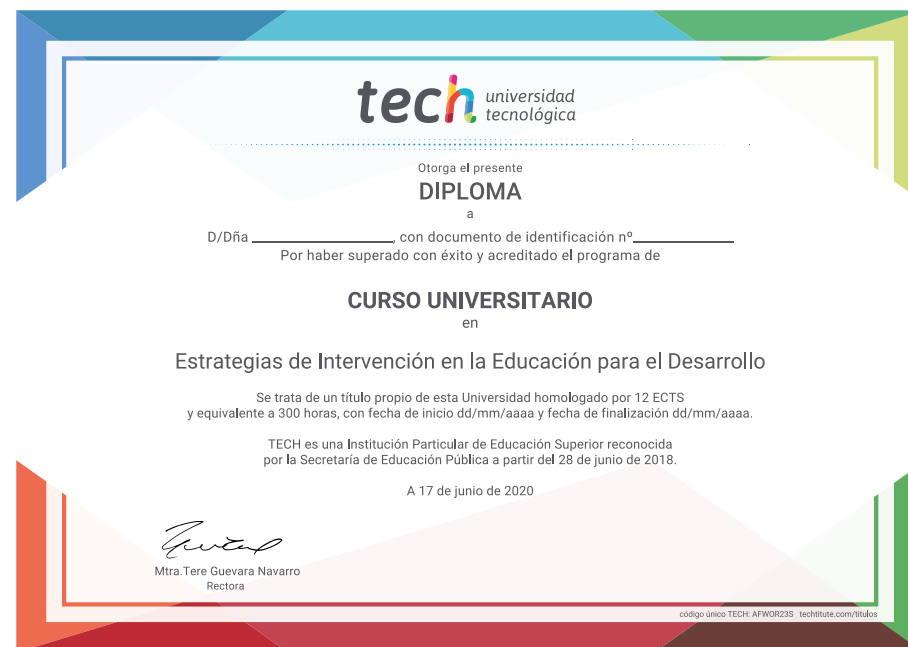 tech universidad
tecnológica
Otorga el presente
DIPLOMA
a
D/Dña ____________________, con documento de identificación nº______________
Por haber superado con éxito y acreditado el programa de
CURSO UNIVERSITARIO
en
Estrategias de Intervención en la Educación para el Desarrollo
Se trata de un título propio de esta Universidad homologado por 12 ECTS
y equivalente a 300 horas, con fecha de inicio dd/mm/aaaa y fecha de finalización dd/mm/aaaa.
TECH es una Institución Particular de Educación Superior reconocida
por la Secretaría de Educación Pública a partir del 28 de junio de 2018.
A 17 de junio de 2020
Mtra.Tere Guevara Navarro
Rectora
código único TECH: AFWOR23S techtitute.com/titulos